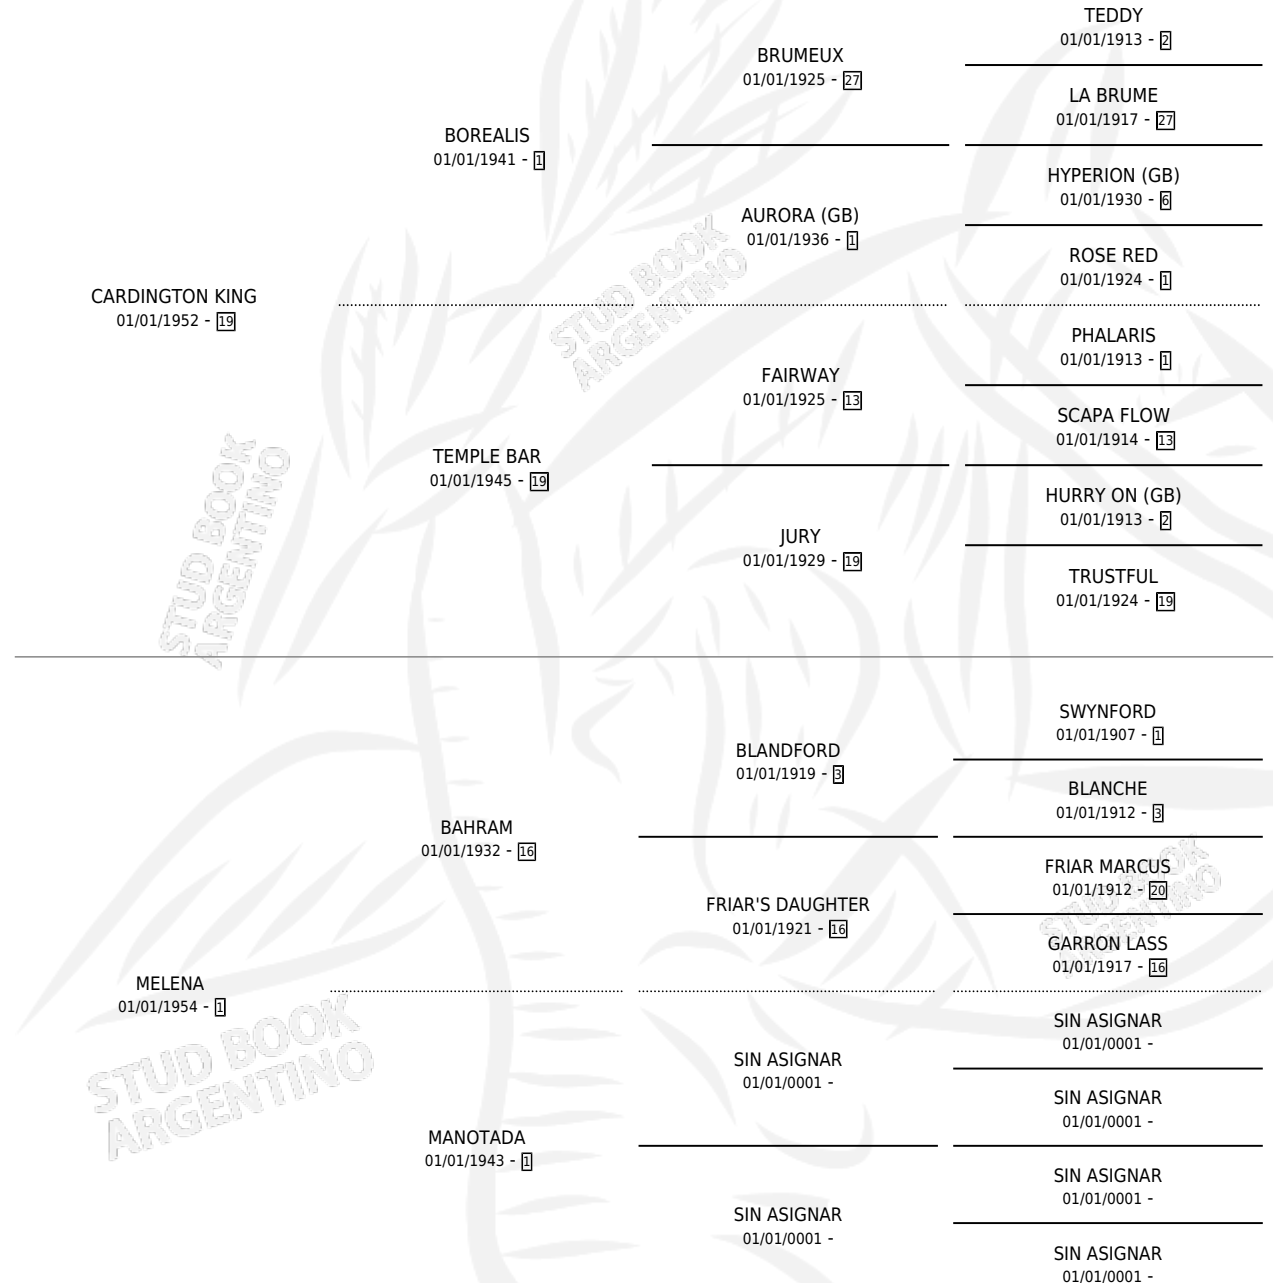 TEDDY
01/01/1913 - 2
BRUMEUX
01/01/1925 - 27
LA BRUME
01/01/1917 - 27
BOREALIS
01/01/1941 - 1
HYPERION (GB)
01/01/1930 - 6
AURORA (GB)
01/01/1936 - 1
ROSE RED
01/01/1924 - 1
CARDINGTON KING
01/01/1952 - 19
PHALARIS
01/01/1913 - 1
FAIRWAY
01/01/1925 - 13
SCAPA FLOW
01/01/1914 - 13
TEMPLE BAR
01/01/1945 - 19
HURRY ON (GB)
01/01/1913 - 2
JURY
01/01/1929 - 19
TRUSTFUL
01/01/1924 - 19
SWYNFORD
01/01/1907 - 1
BLANDFORD
01/01/1919 - 3
BLANCHE
01/01/1912 - 3
BAHRAM
01/01/1932 - 16
FRIAR MARCUS
01/01/1912 - 20
FRIAR'S DAUGHTER
01/01/1921 - 16
GARRON LASS
01/01/1917 - 16
MELENA
01/01/1954 - 1
SIN ASIGNAR
01/01/0001 -
SIN ASIGNAR
01/01/0001 -
SIN ASIGNAR
01/01/0001 -
MANOTADA
01/01/1943 - 1
SIN ASIGNAR
01/01/0001 -
SIN ASIGNAR
01/01/0001 -
SIN ASIGNAR
01/01/0001 -
STUD BOOK
ARGENTINO
STUD BOOK
ARGENTINO
STUD BOOK
ARGENTINO
STUD BOOK
ARGENTINO